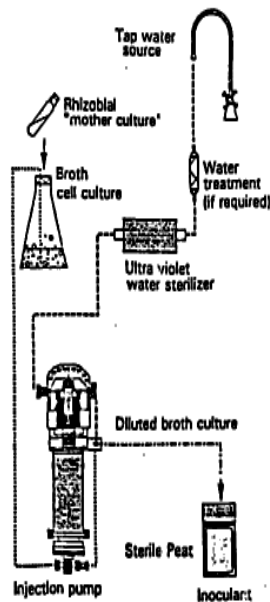 Tap water
source
Rhizobial
"mother culture"
Broth
cell culture
Water
treatment
(if required)
Ultra violet
water sterilizer
Diluted broth culture
Sterile Peat
Injection pump
Inoculant